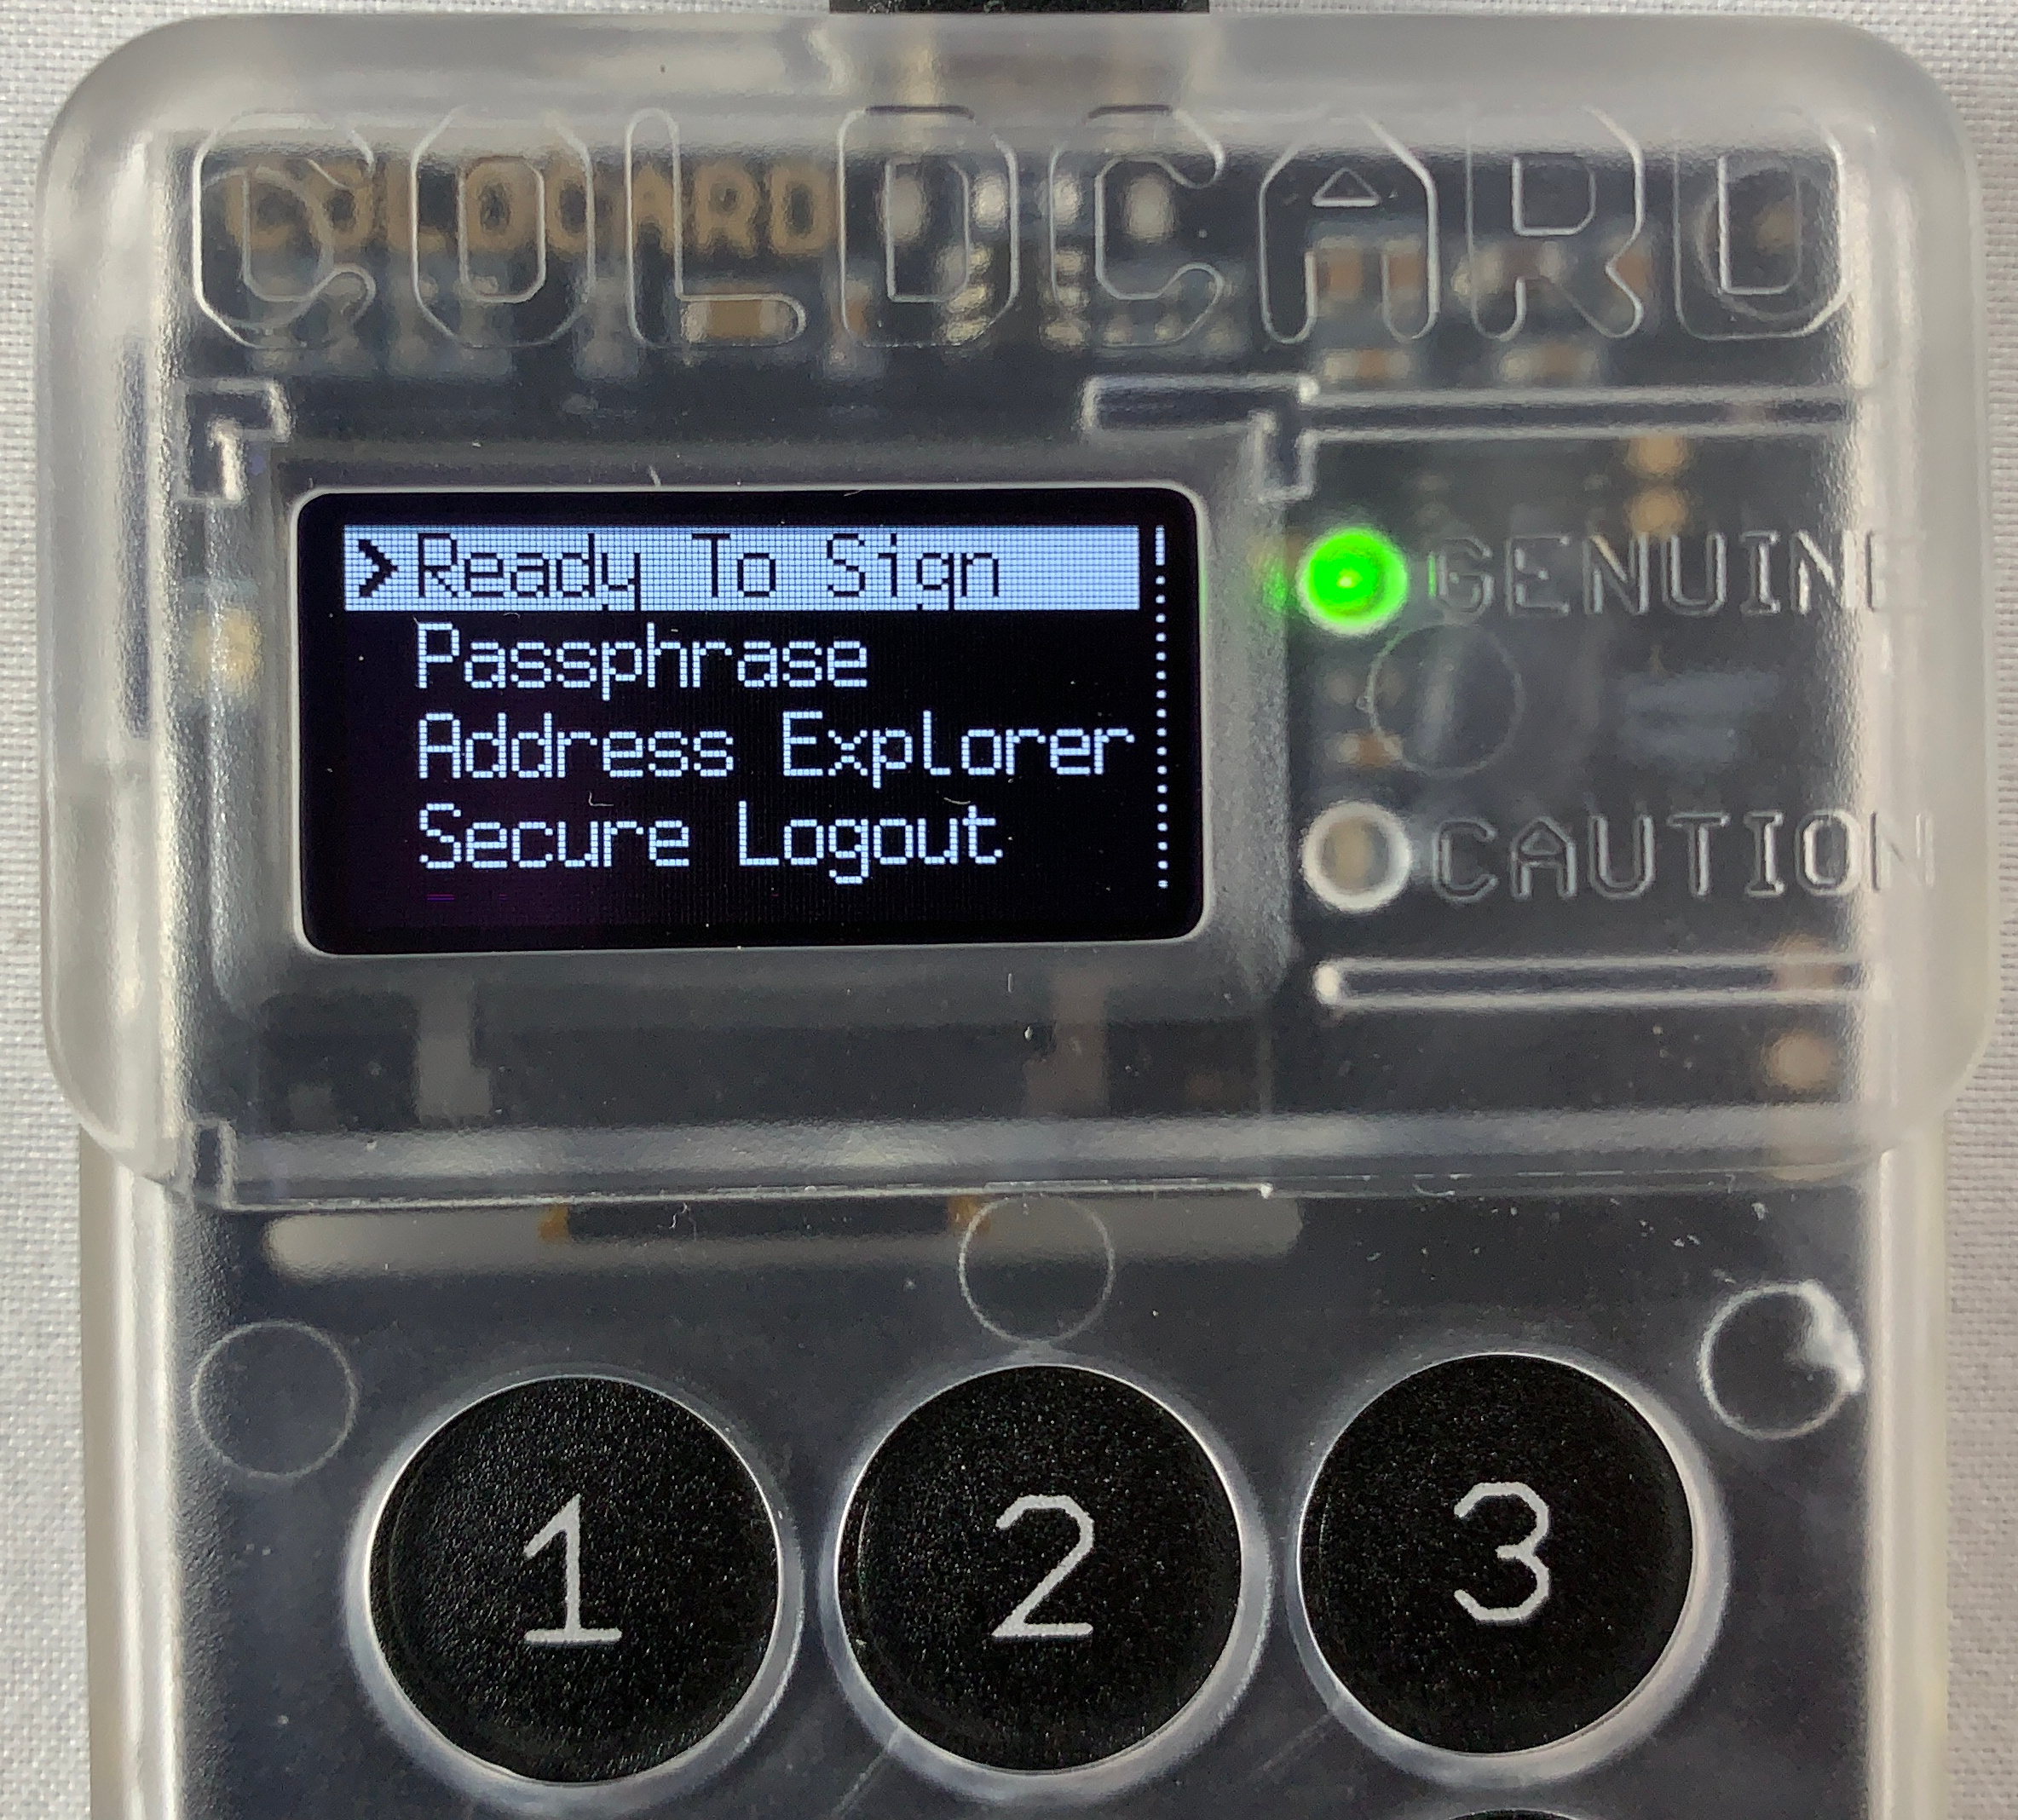 COLDCARD
COLDCARD
>Ready To Sign
Passphrase
Address Explorer
Secure Logout
GENUINE
CAUTION
1 2 3